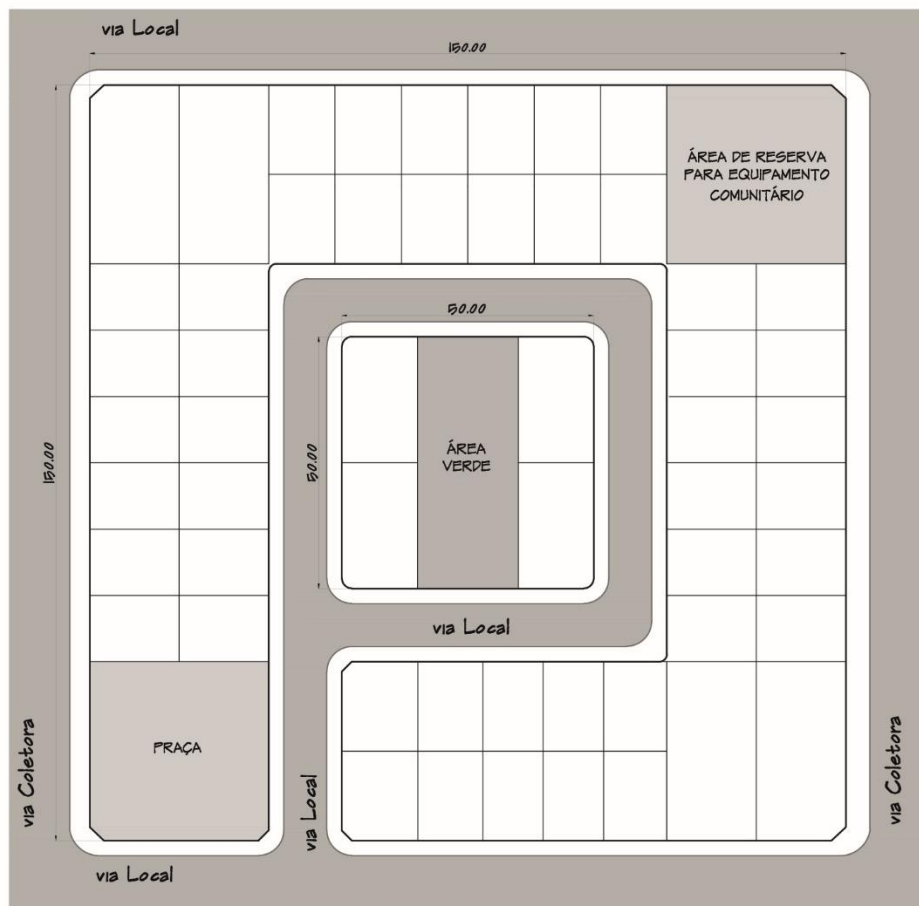 via Local
150.00
ÁREA DE RESERVA
PARA EQUIPAMENTO
COMUNITÁRIO
50.00
150.00
50.00
ÁREA
VERDE
via Local
PRAÇA
via Coletora
via Local
via Coletora
via Local